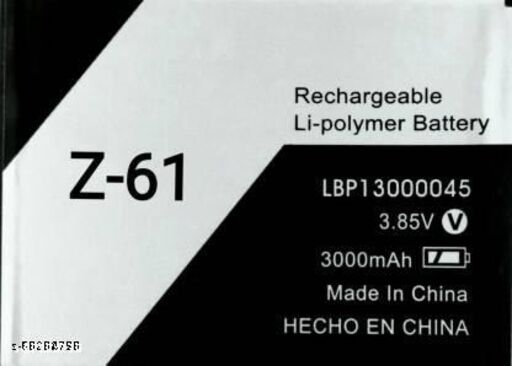 Rechargeable
Li-polymer Battery
Z-61
LBP13000045
3.85V V
3000mAh
Made In China
HECHO EN CHINA